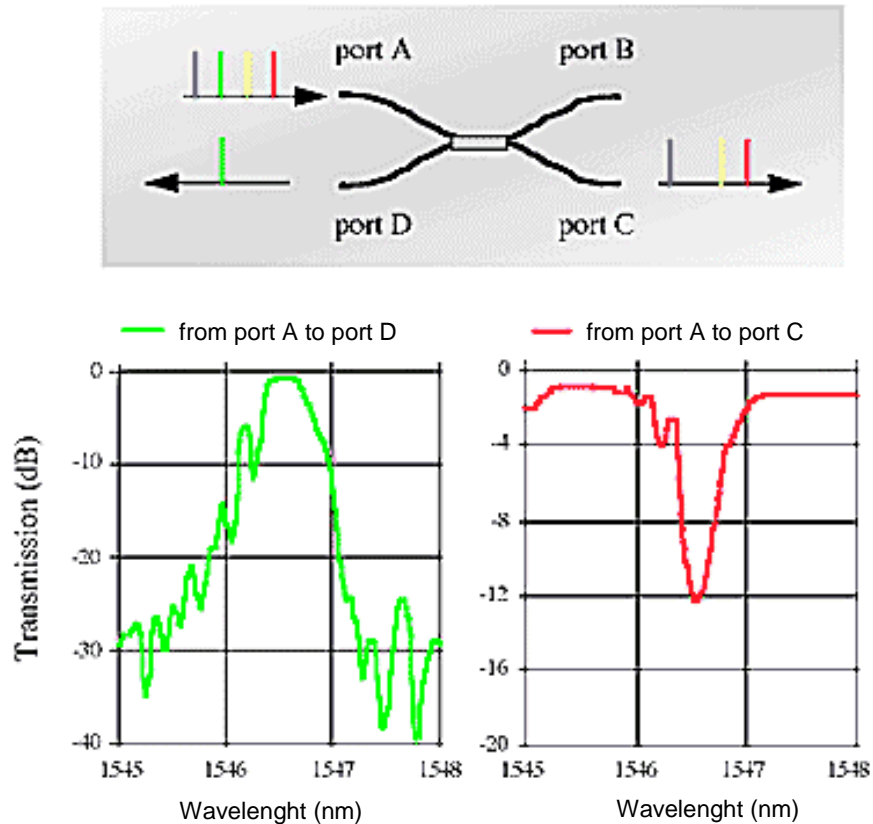 port A
port B
port D
port C
from port A to port D
from port A to port C
Transmission (dB)
0
-10
-20
-30
-40
1545
1546
1547
1548
Wavelenght (nm)
0
-4
-8
-12
-16
-20
1545
1546
1547
1548
Wavelenght (nm)